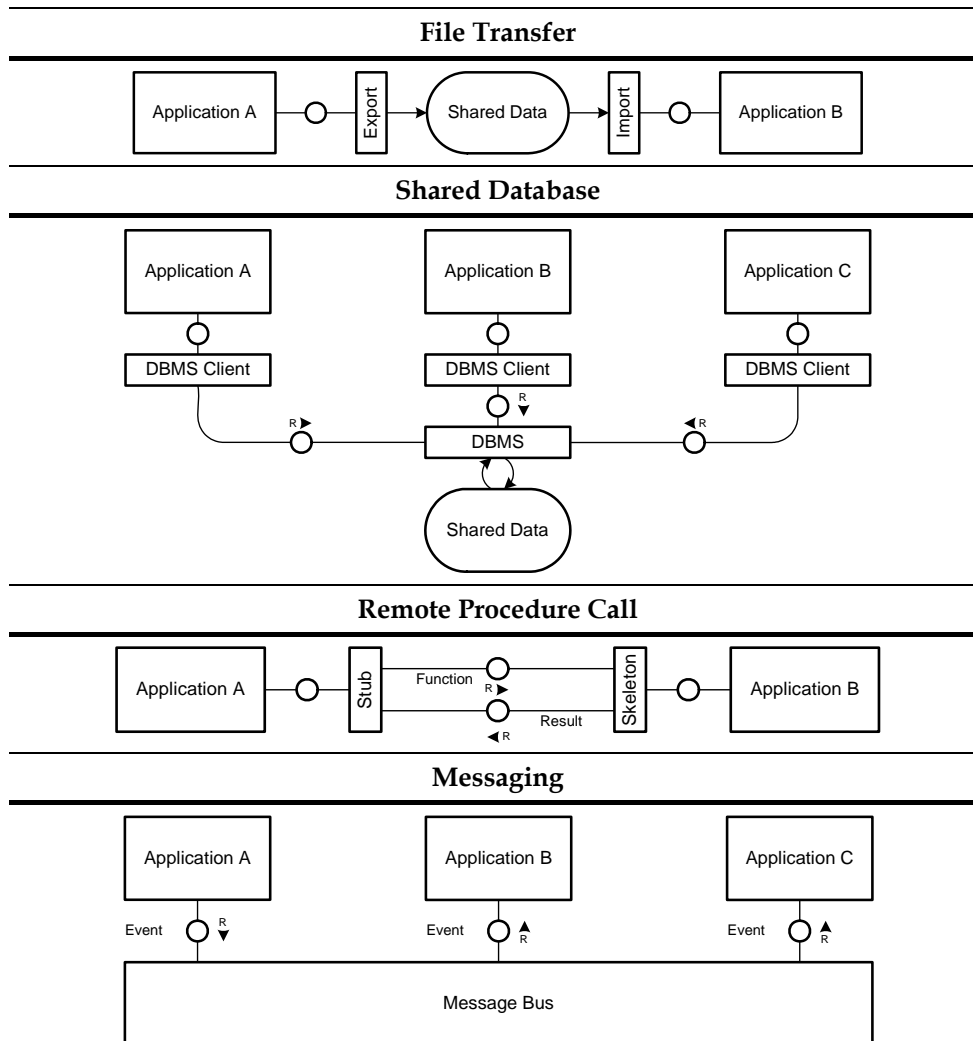 File Transfer
Application A
Export
Shared Data
Import
Application B
Shared Database
Application A
Application B
Application C
DBMS Client
DBMS Client
DBMS Client
R
R
R
DBMS
Shared Data
Remote Procedure Call
Application A
Stub
Function
R
Result
R
Skeleton
Application B
Messaging
Application A
Application B
Application C
Event
R
Event
R
Event
R
Message Bus